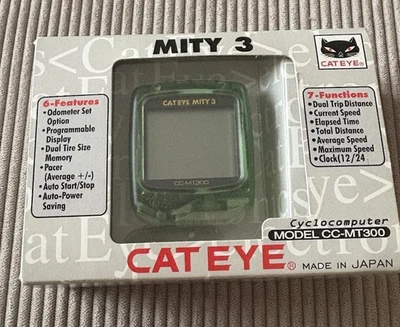 MITY 3
CATEYE®
6-Features
• Odometer Set
Option
• Programmable
Display
• Dual Tire Size
Memory
• Pacer
(Average +/-)
• Auto Start/Stop
• Auto-Power
Saving
CAT EYE MITY 3
CC-MT300
7-Functions
• Dual Trip Distance
• Current Speed
• Elapsed Time
• Total Distance
• Average Speed
• Maximum Speed
• Clock(12/24
Cyclocomputer
MODEL CC-MT300
CATEYE® MADE IN JAPAN